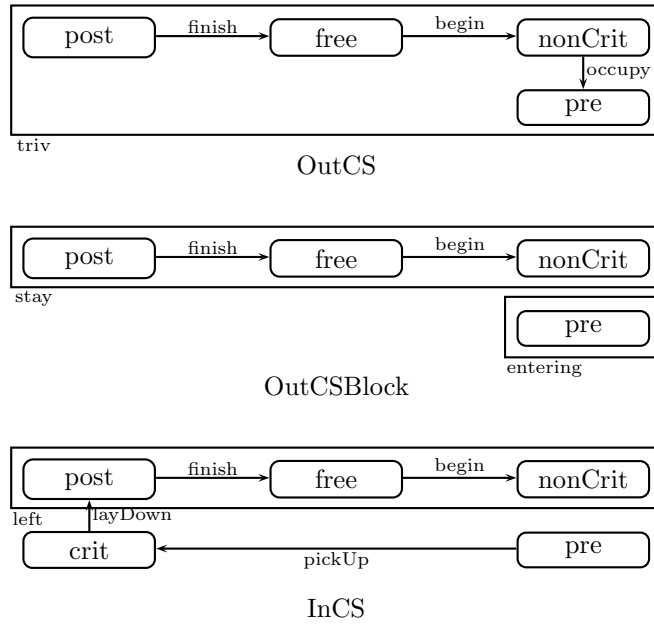 post finish free begin nonCrit
occupy
pre
triv
OutCS
post finish free begin nonCrit
stay
pre
entering
OutCSBlock
post finish free begin nonCrit
left layDown
crit pickUp pre
InCS